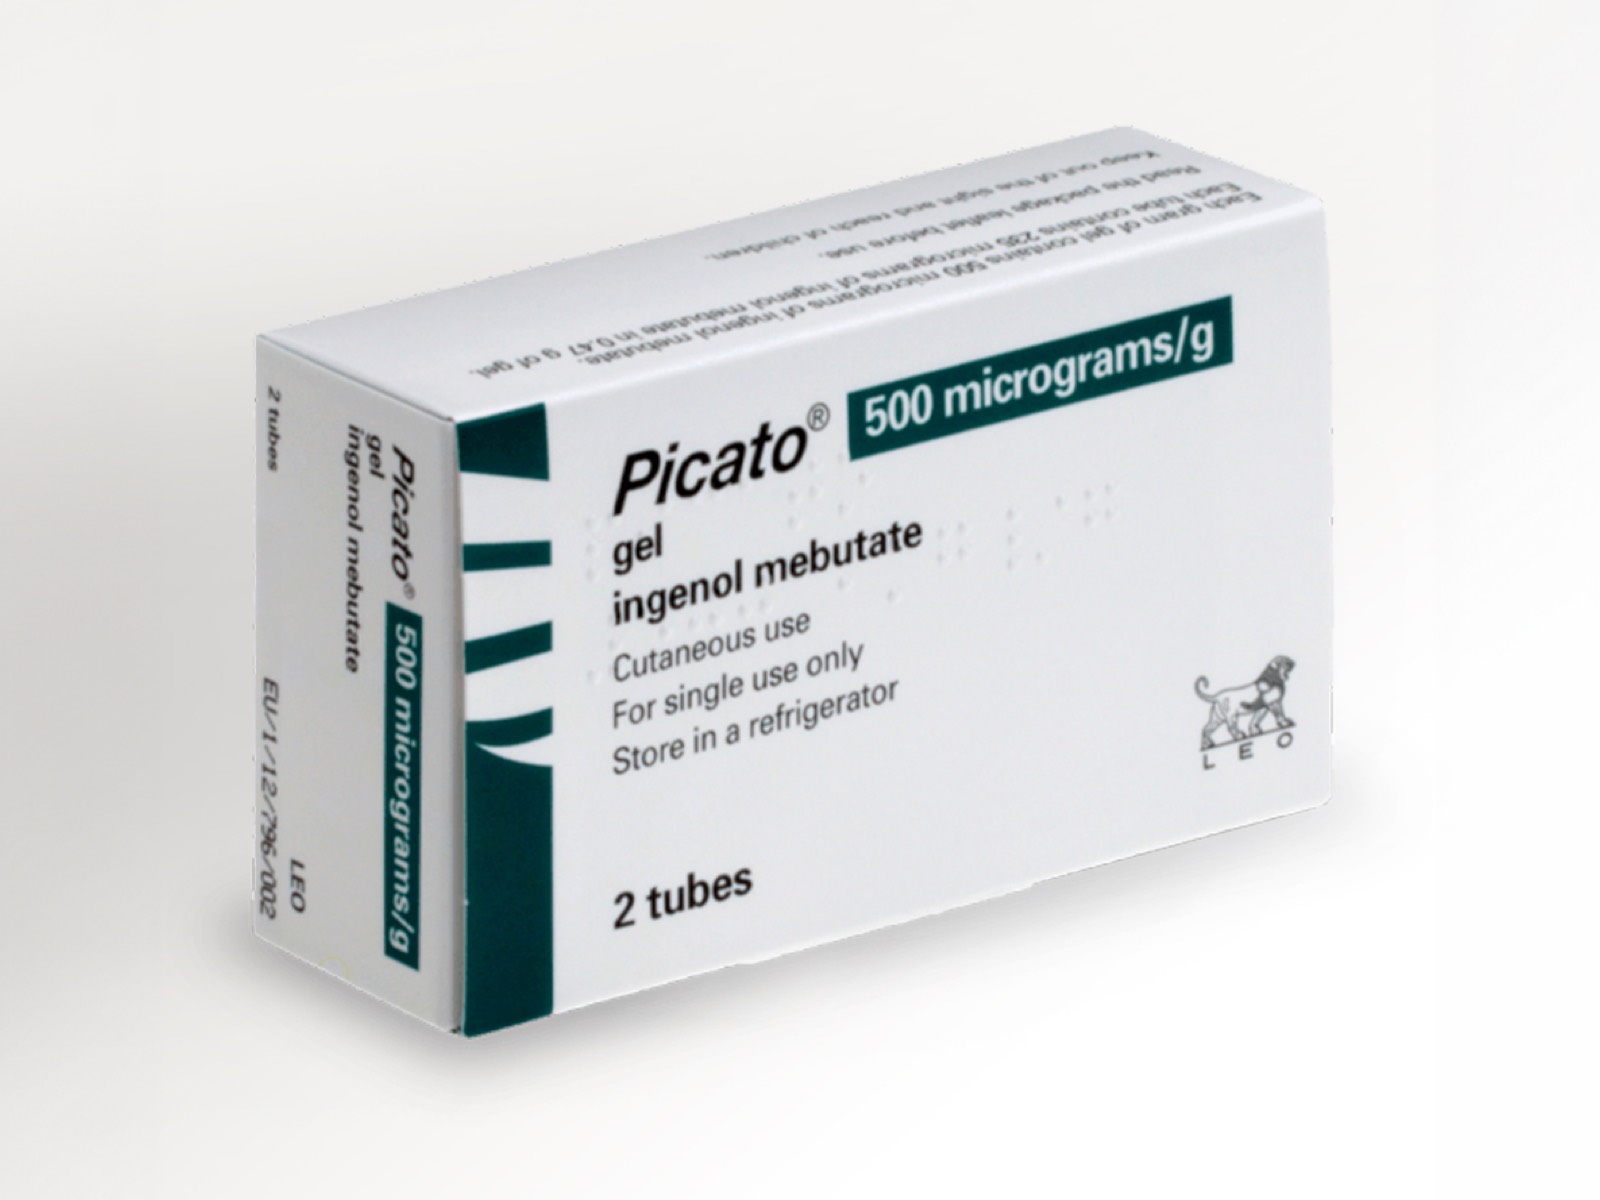 Keep out of the sight and reach of children.
Read the package leaflet before use.
Each tube contains 235 micrograms of ingenol mebutate in 0.47 g of gel.
Each gram of gel contains 500 micrograms of ingenol mebutate.
Picato® 500 micrograms/g
gel
ingenol mebutate
Cutaneous use
For single use only
Store in a refrigerator
2 tubes
LEO
Picato® 500 micrograms/g
gel
ingenol mebutate
LEO
2 tubes
EU/1/12/796/002